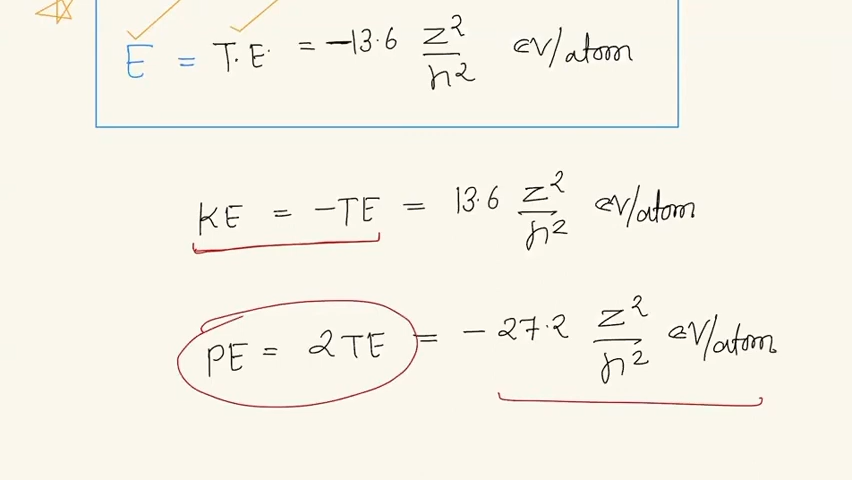 E = T.E. = -13.6 z²/n² eV/atom
KE = -TE = 13.6 z²/n² eV/atom
PE = 2TE = -27.2 z²/n² eV/atom